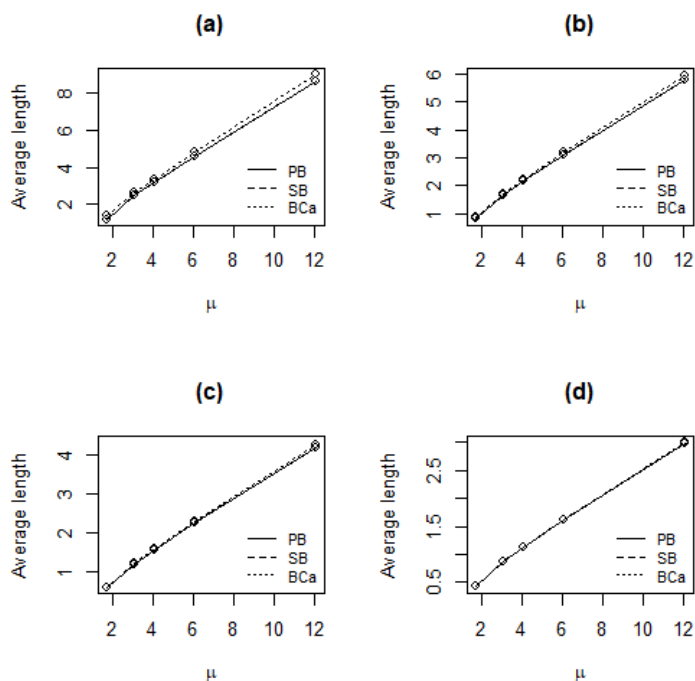 (a)
Average length
8
6
4
2
2 4 6 8 10 12
μ
PB
SB
BCa
(b)
Average length
6
5
4
3
2
1
2 4 6 8 10 12
μ
PB
SB
BCa
(c)
Average length
4
3
2
1
2 4 6 8 10 12
μ
PB
SB
BCa
(d)
Average length
2.5
1.5
0.5
2 4 6 8 10 12
μ
PB
SB
BCa